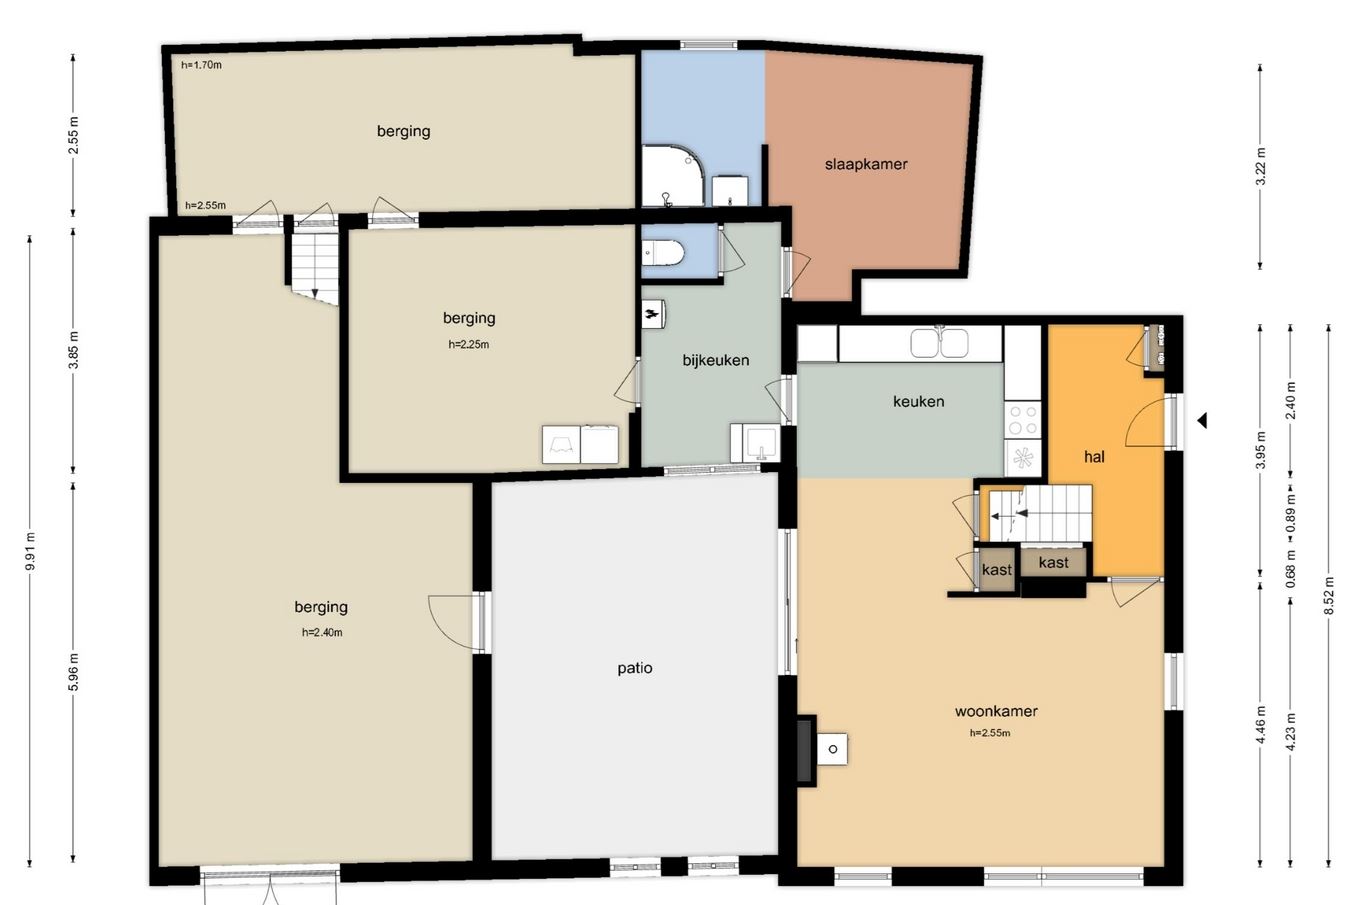 h=1.70m
berging
h=2.55m
slaapkamer
berging
h=2.25m
bijkeuken
keuken
hal
kast
kast
berging
h=2.40m
patio
woonkamer
h=2.55m
9.91 m
2.55 m
3.85 m
5.96 m
3.22 m
3.95 m
4.46 m
2.40 m
0.89 m
0.68 m
4.23 m
8.52 m